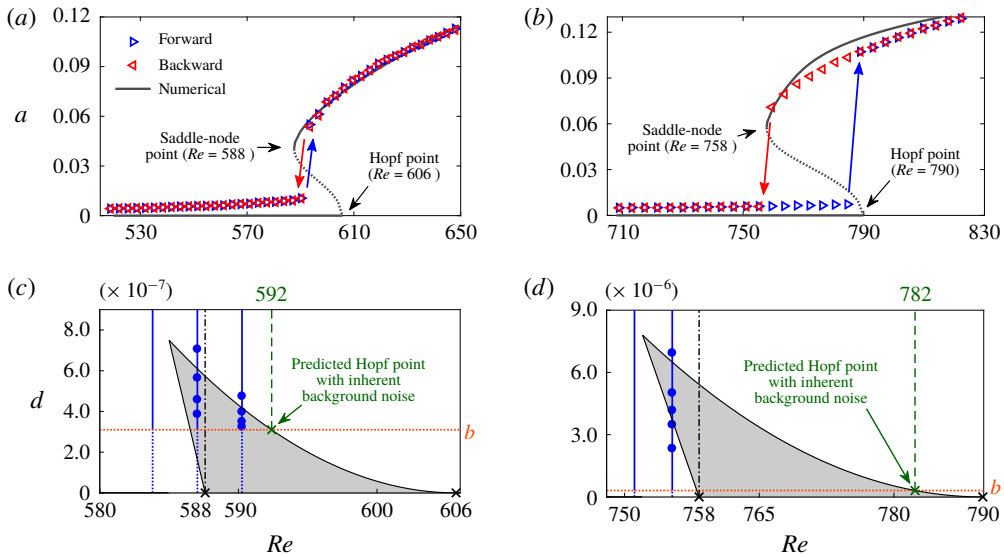 (a)
0.12
0.09
a 0.06
0.03
0
Forward
Backward
Numerical
Saddle-node
point (Re = 588 )
Hopf point
(Re = 606)
530 570 610 650
(b)
0.12
0.09
0.06
0.03
0
Saddle-node
point (Re = 758 )
Hopf point
(Re = 790)
710 750 790 830
(c) (× 10-7) 592
8.0
6.0
d 4.0
2.0
0
Predicted Hopf point
with inherent
background noise
b
580 588 590 600 606
Re
(d) (× 10-6) 782
9.0
6.0
3.0
0
Predicted Hopf point
with inherent
background noise
b
750 758 765 780 790
Re